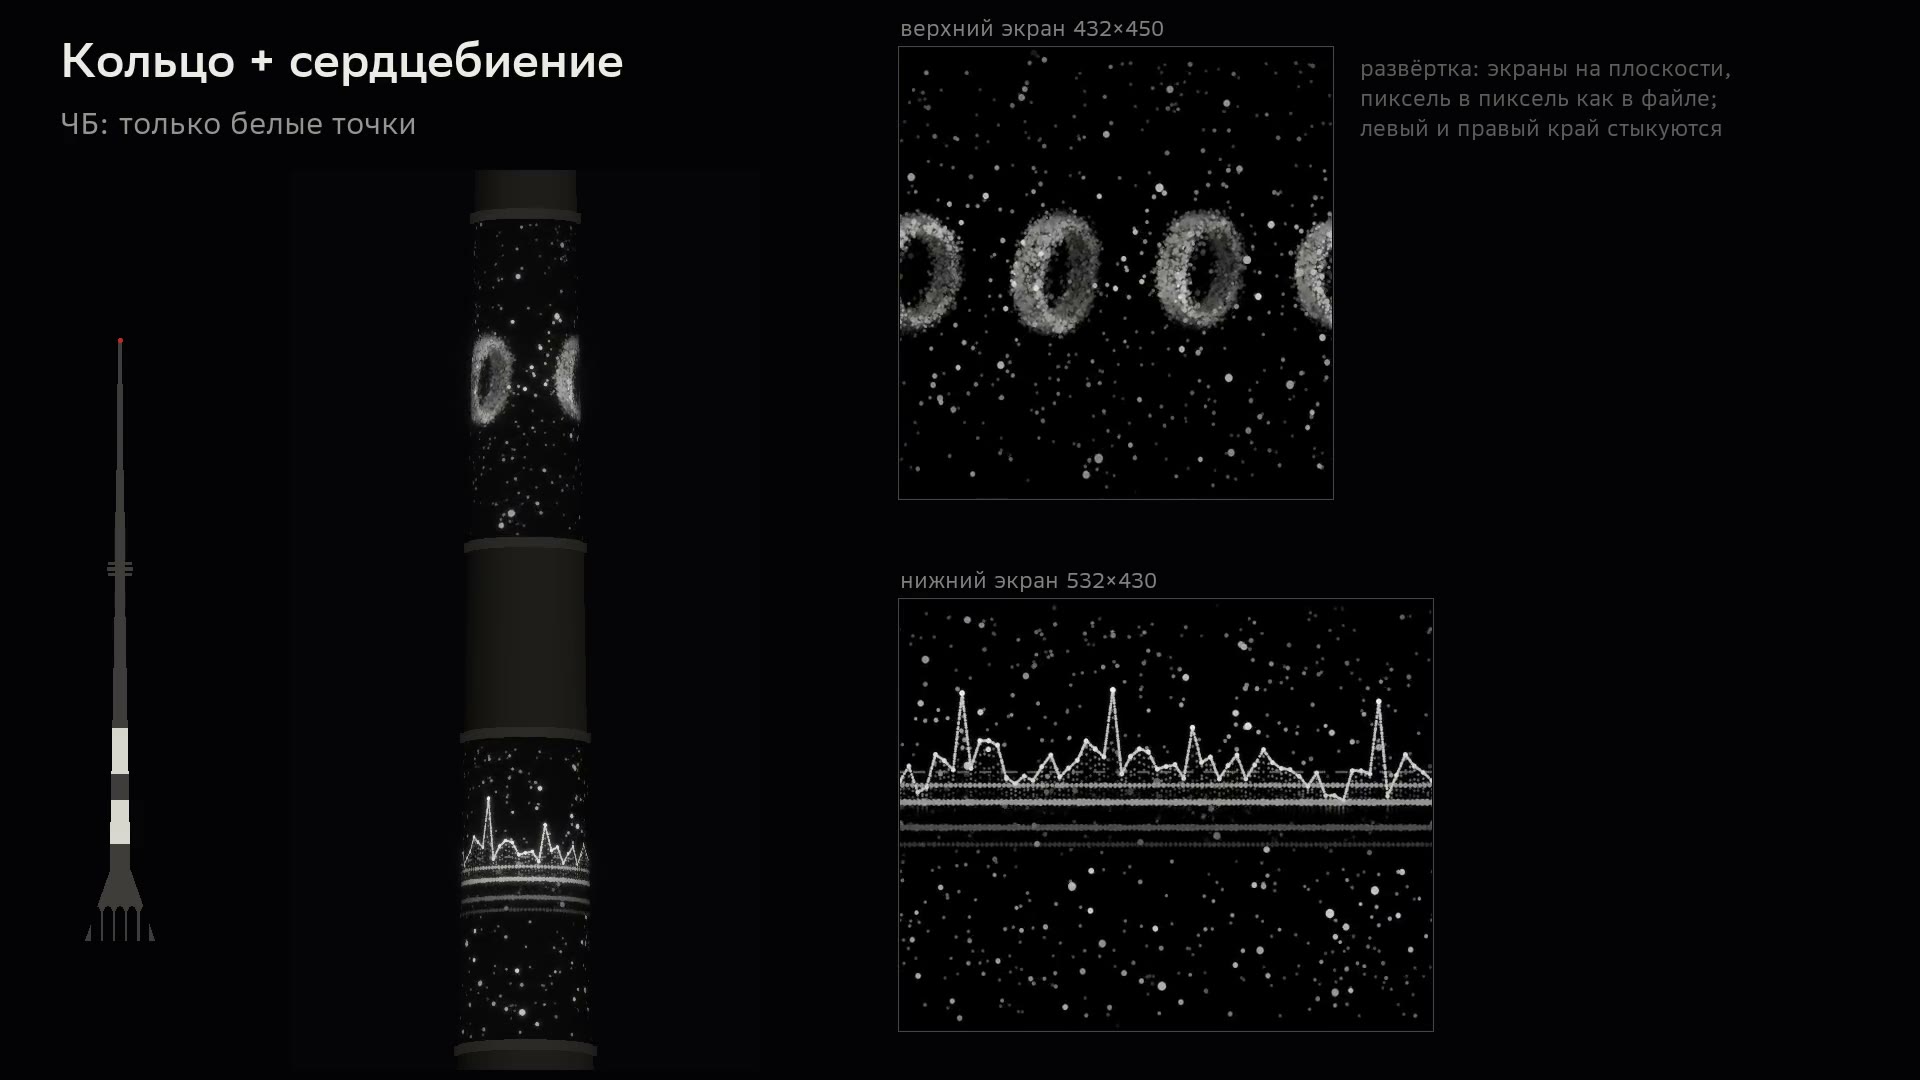 Кольцо + сердцебиение
ЧБ: только белые точки
верхний экран 432×450
развёртка: экраны на плоскости,
пиксель в пиксель как в файле;
левый и правый край стыкуются
нижний экран 532×430